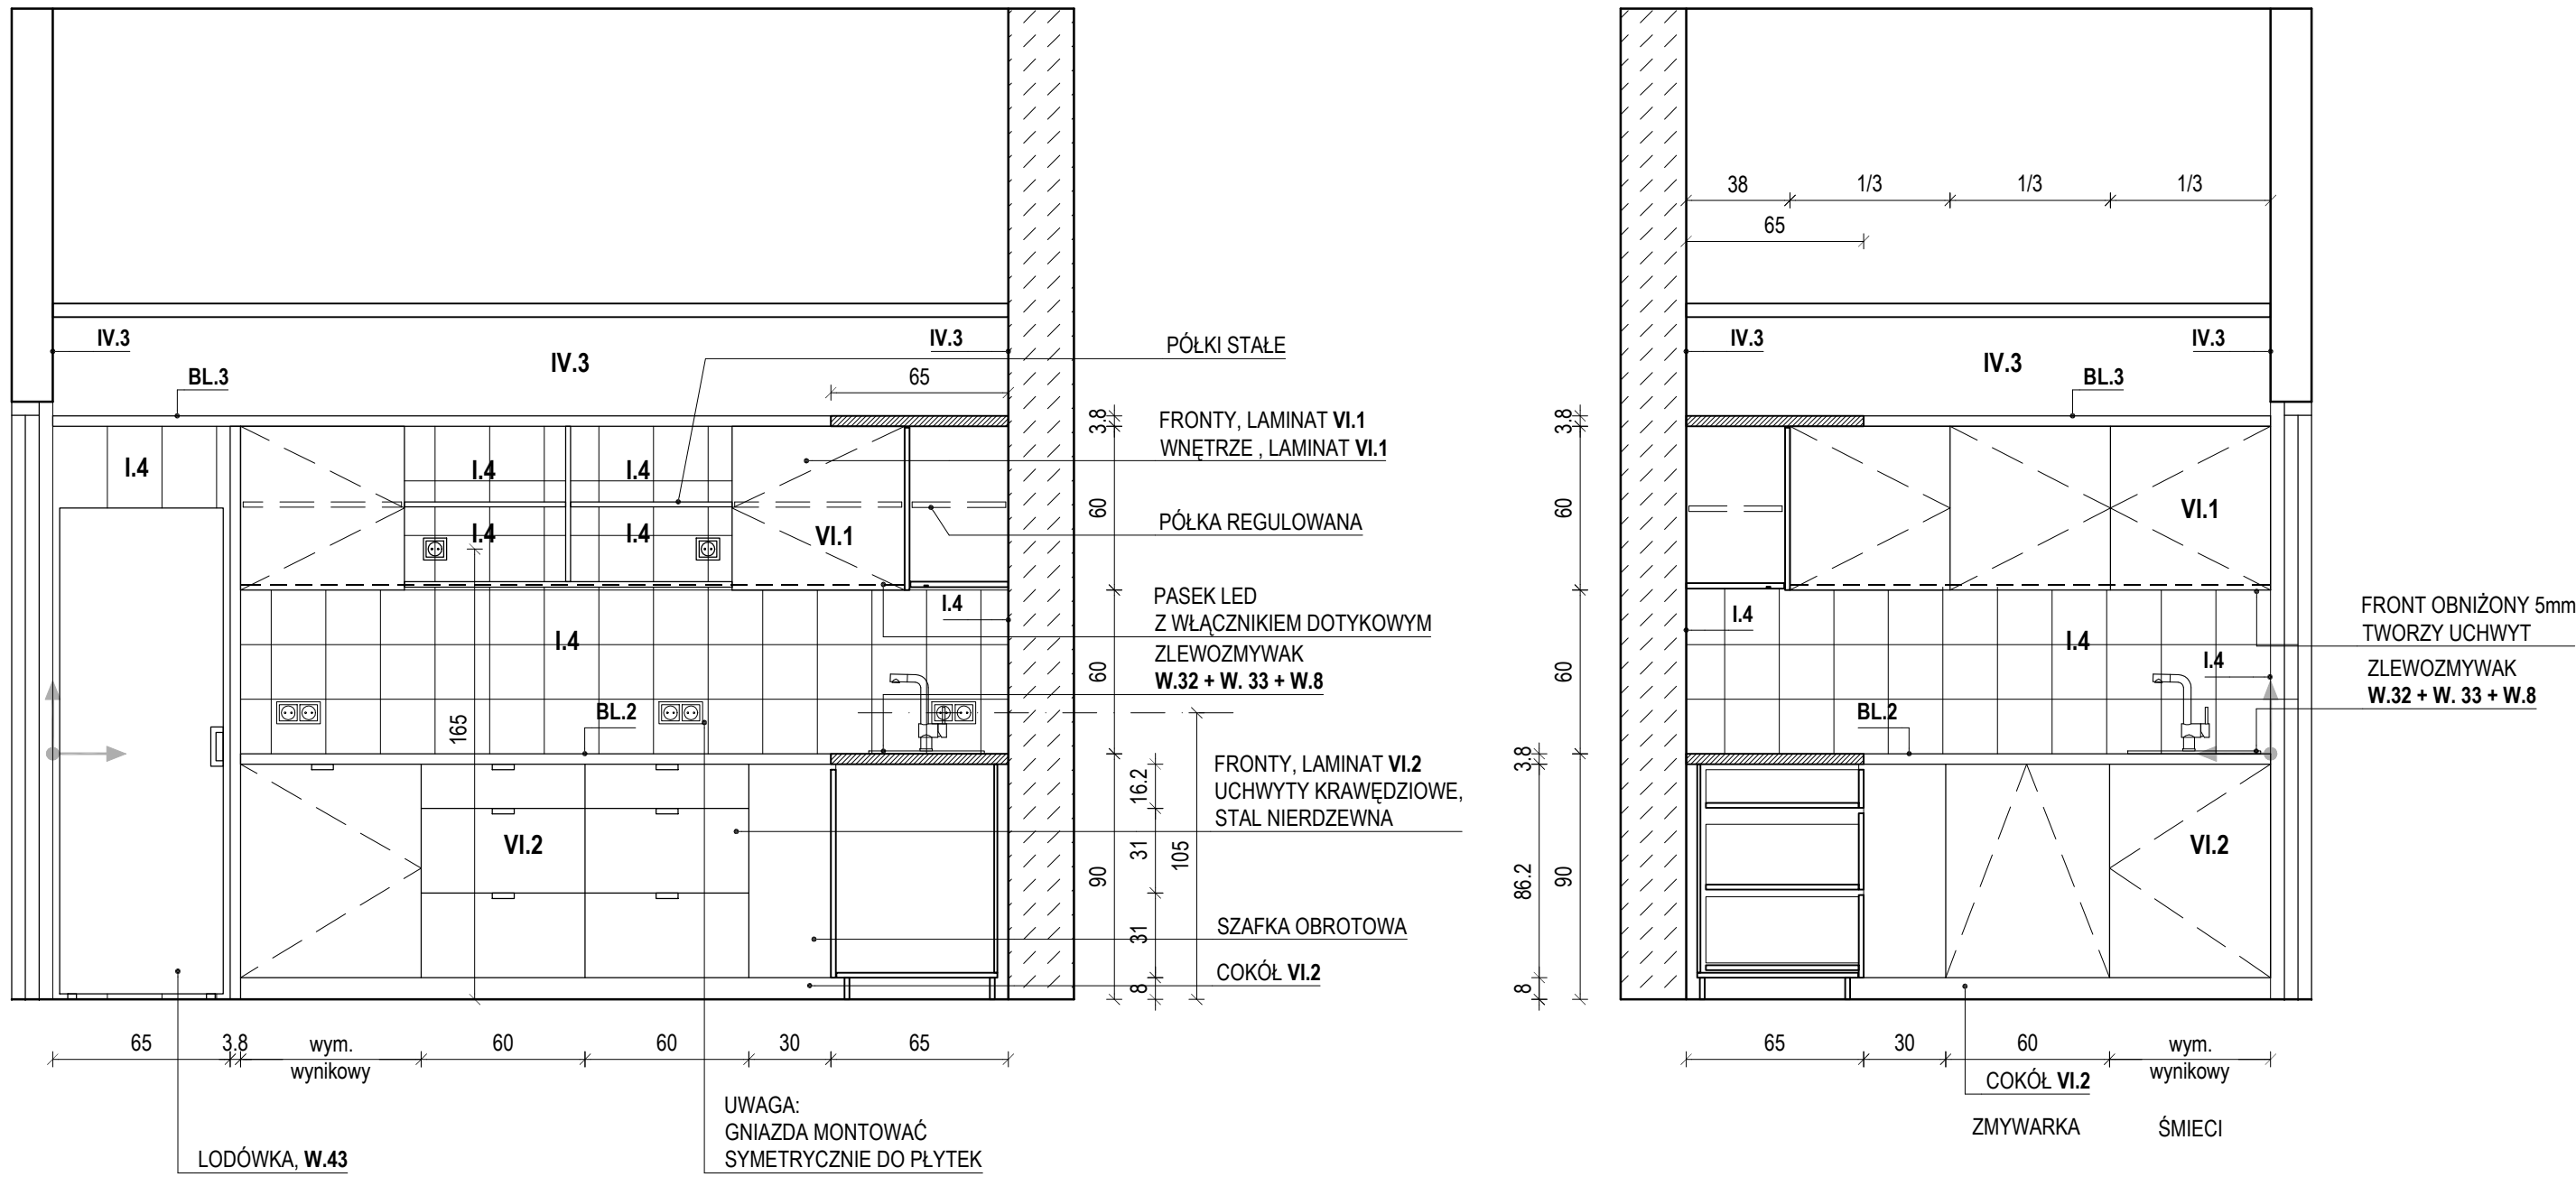 IV.3
IV.3
IV.3
BL.3
65
PÓŁKI STAŁE
FRONTY, LAMINAT VI.1
WNĘTRZE , LAMINAT VI.1
PÓŁKA REGULOWANA
PASEK LED
Z WŁĄCZNIKIEM DOTYKOWYM
ZLEWOZMYWAK
W.32 + W. 33 + W.8
FRONTY, LAMINAT VI.2
UCHWYTY KRAWĘDZIOWE,
STAL NIERDZEWNA
SZAFKA OBROTOWA
COKÓŁ VI.2
I.4
I.4
I.4
I.4
I.4
VI.1
I.4
I.4
BL.2
165
VI.2
3.8
60
60
90
16.2
31
31
8
105
65
3.8
wym.
wynikowy
60
60
30
65
UWAGA:
GNIAZDA MONTOWAĆ
SYMETRYCZNIE DO PŁYTEK
LODÓWKA, W.43
38
1/3
1/3
1/3
65
IV.3
IV.3
IV.3
BL.3
3.8
60
60
3.8
86.2
90
8
VI.1
I.4
I.4
I.4
BL.2
VI.2
FRONT OBNIŻONY 5mm
TWORZY UCHWYT
ZLEWOZMYWAK
W.32 + W. 33 + W.8
65
30
60
wym.
wynikowy
COKÓŁ VI.2
ZMYWARKA
ŚMIECI